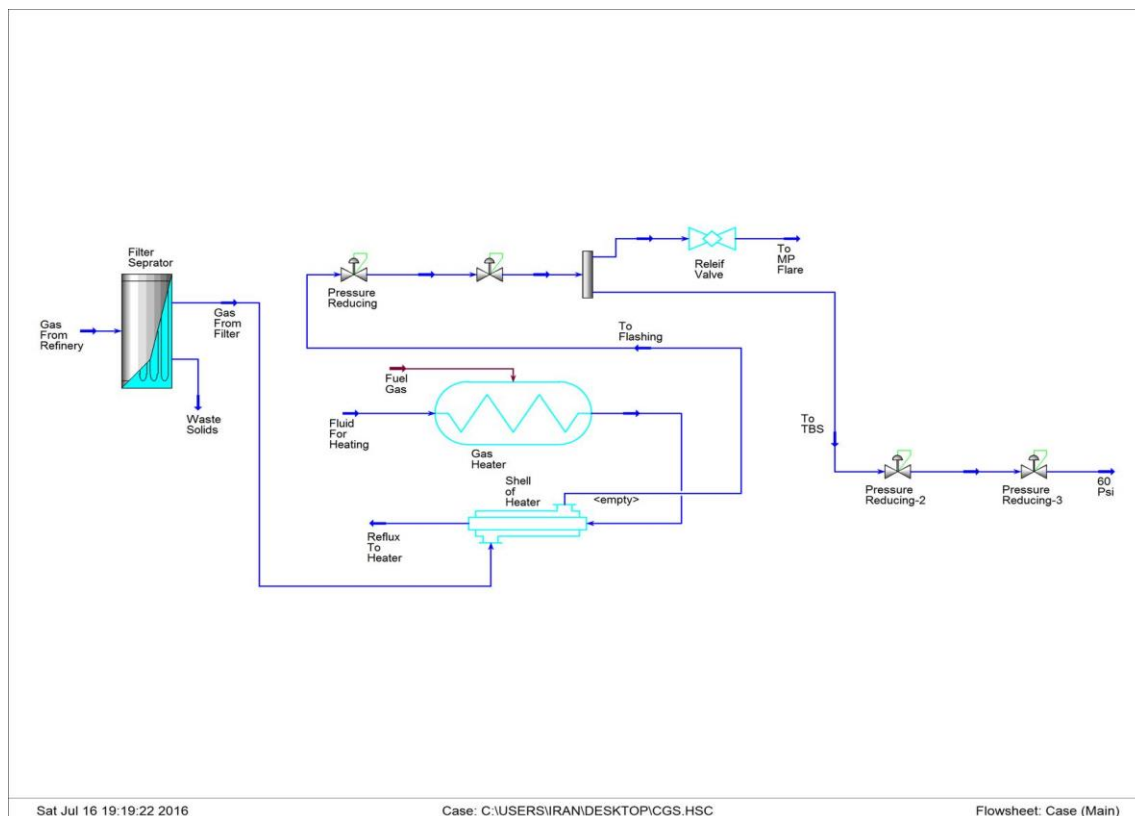 Filter
Seprator
Gas
From
Refinery
Gas
From
Filter
Waste
Solids
Pressure
Reducing
Releif
Valve
To
MP
Flare
To
Flashing
Fuel
Gas
Fluid
For
Heating
Gas
Heater
Shell
of
Heater
<empty>
Reflux
To
Heater
To
TBS
Pressure
Reducing-2
Pressure
Reducing-3
60
Psi
Sat Jul 16 19:19:22 2016
Case: C:\USERS\IRAN\DESKTOP\CGS.HSC
Flowsheet: Case (Main)